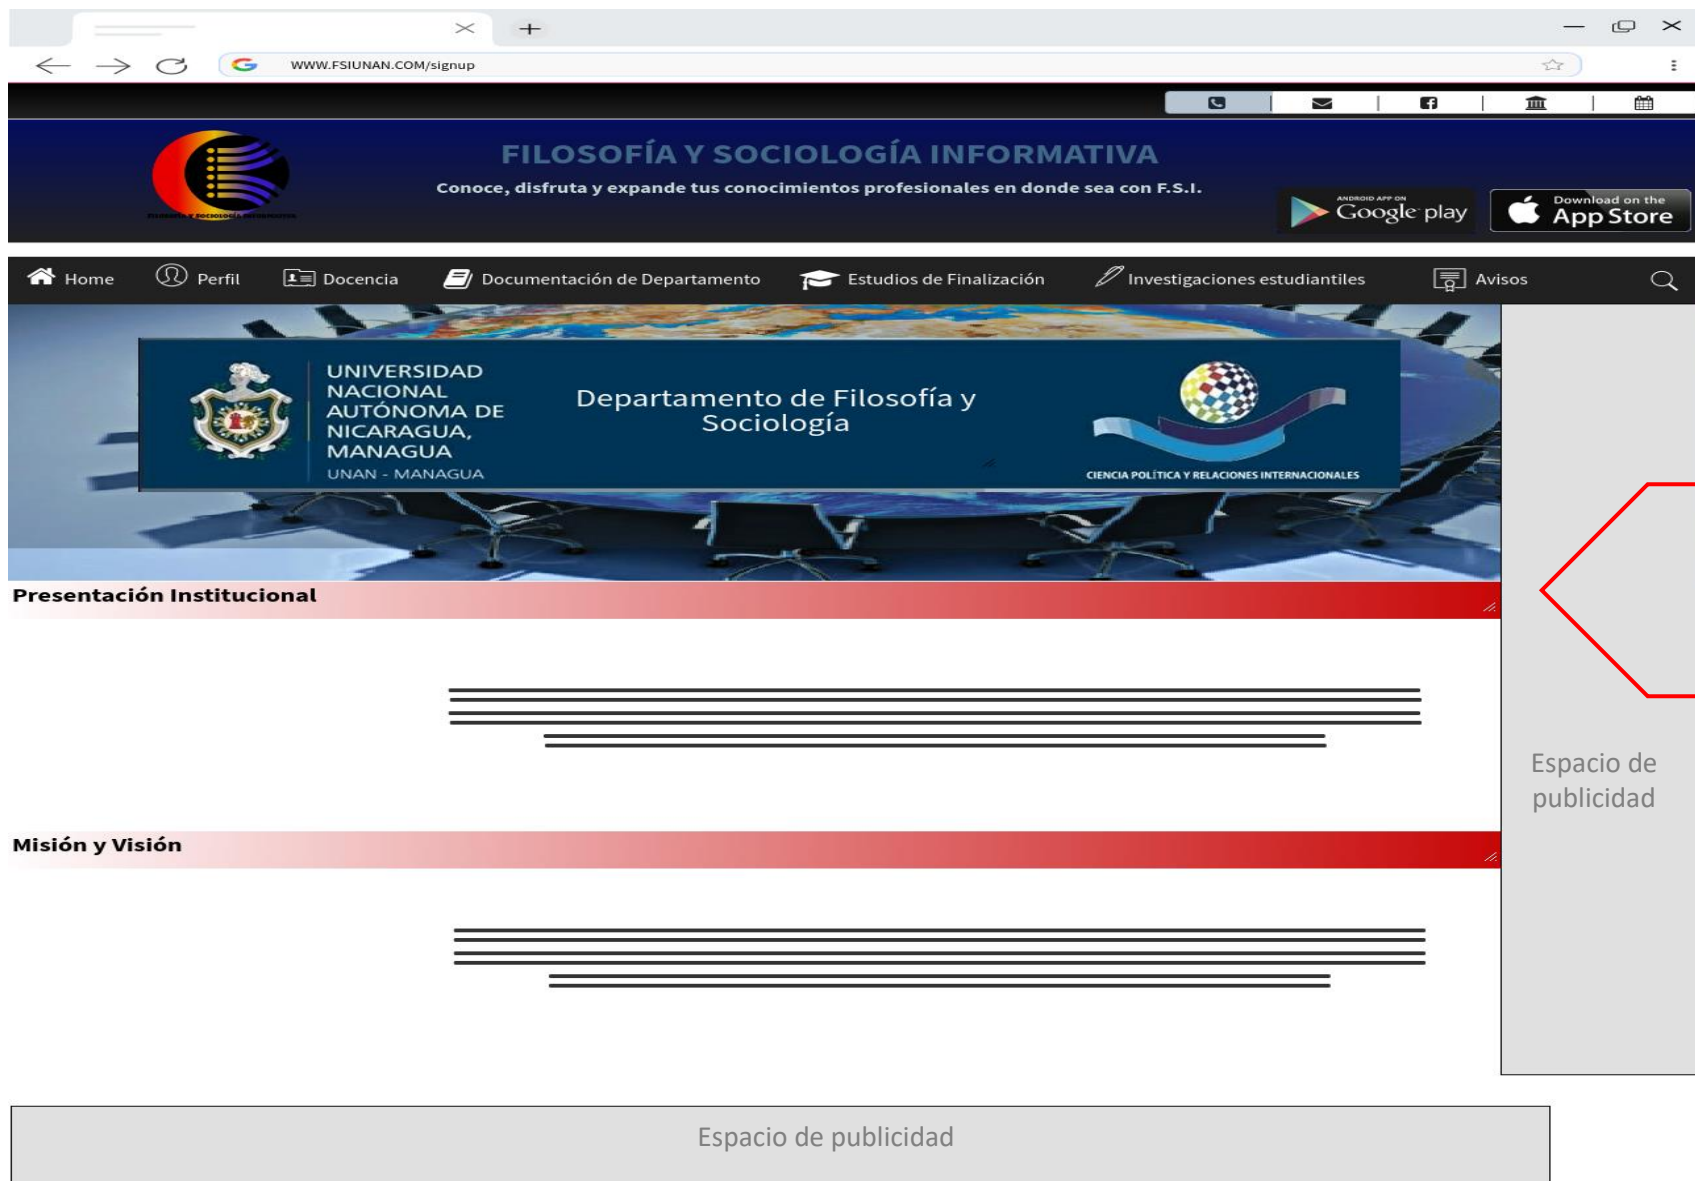 WWW.FSIUNAN.COM/signup
FILOSOFÍA Y SOCIOLOGÍA INFORMATIVA
Conoce, disfruta y expande tus conocimientos profesionales en donde sea con F.S.I.
FILOSOFÍA Y SOCIOLOGÍA INFORMATIVA
ANDROID APP ON
Google play
Download on the
App Store
Home Perfil Docencia Documentación de Departamento Estudios de Finalización Investigaciones estudiantiles Avisos
UNIVERSIDAD
NACIONAL
AUTÓNOMA DE
NICARAGUA,
MANAGUA
UNAN - MANAGUA
Departamento de Filosofía y
Sociología
CIENCIA POLÍTICA Y RELACIONES INTERNACIONALES
Presentación Institucional
Espacio de
publicidad
Misión y Visión
Espacio de publicidad